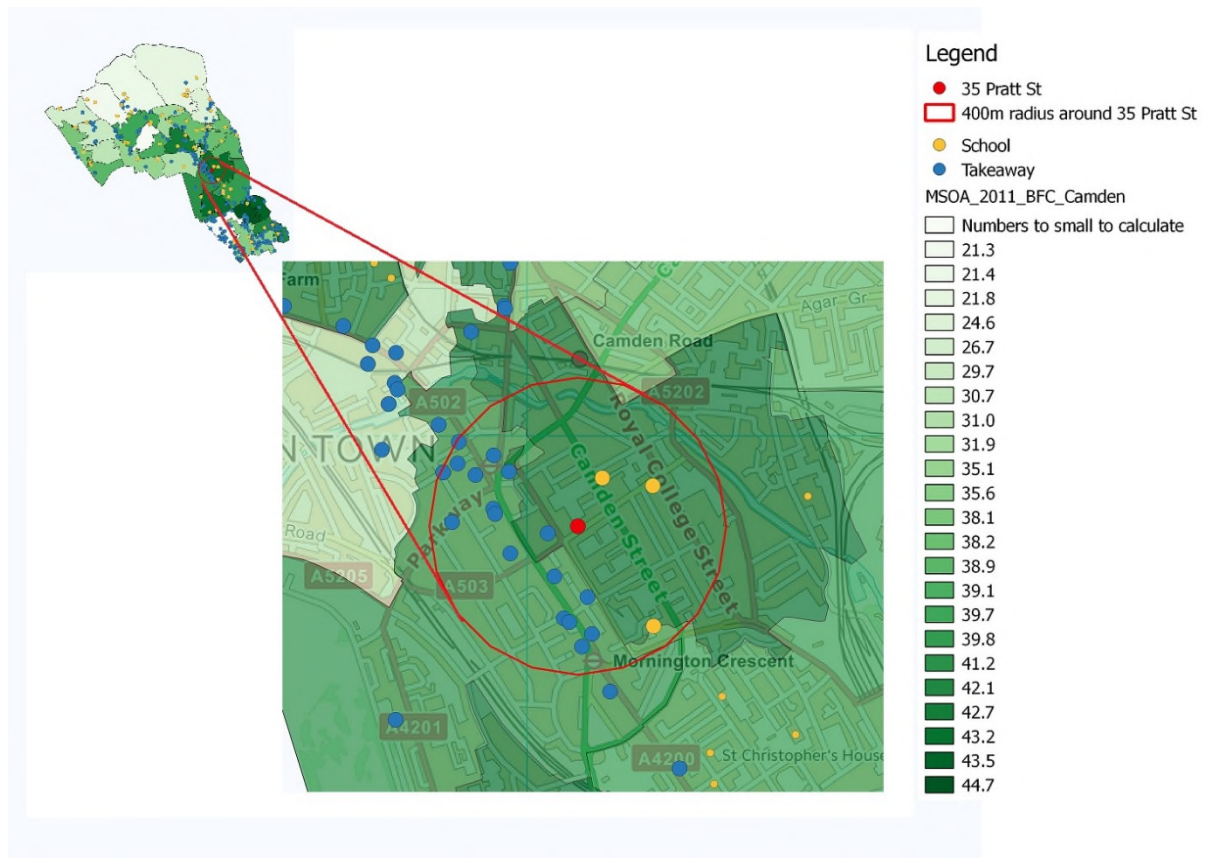 Legend
35 Pratt St
400m radius around 35 Pratt St
School
Takeaway
MSOA_2011_BFC_Camden
Numbers to small to calculate
21.3
21.4
21.8
24.6
26.7
29.7
30.7
31.0
31.9
35.1
35.6
38.1
38.2
38.9
39.1
39.7
39.8
41.2
42.1
42.7
43.2
43.5
44.7
Farm
Agar Gr
Camden Road
A5202
A502
N TOWN
Royal College Street
Camden Street
Parkway
Road
A5205
A503
Mornington Crescent
A4201
A4200
St Christopher's House